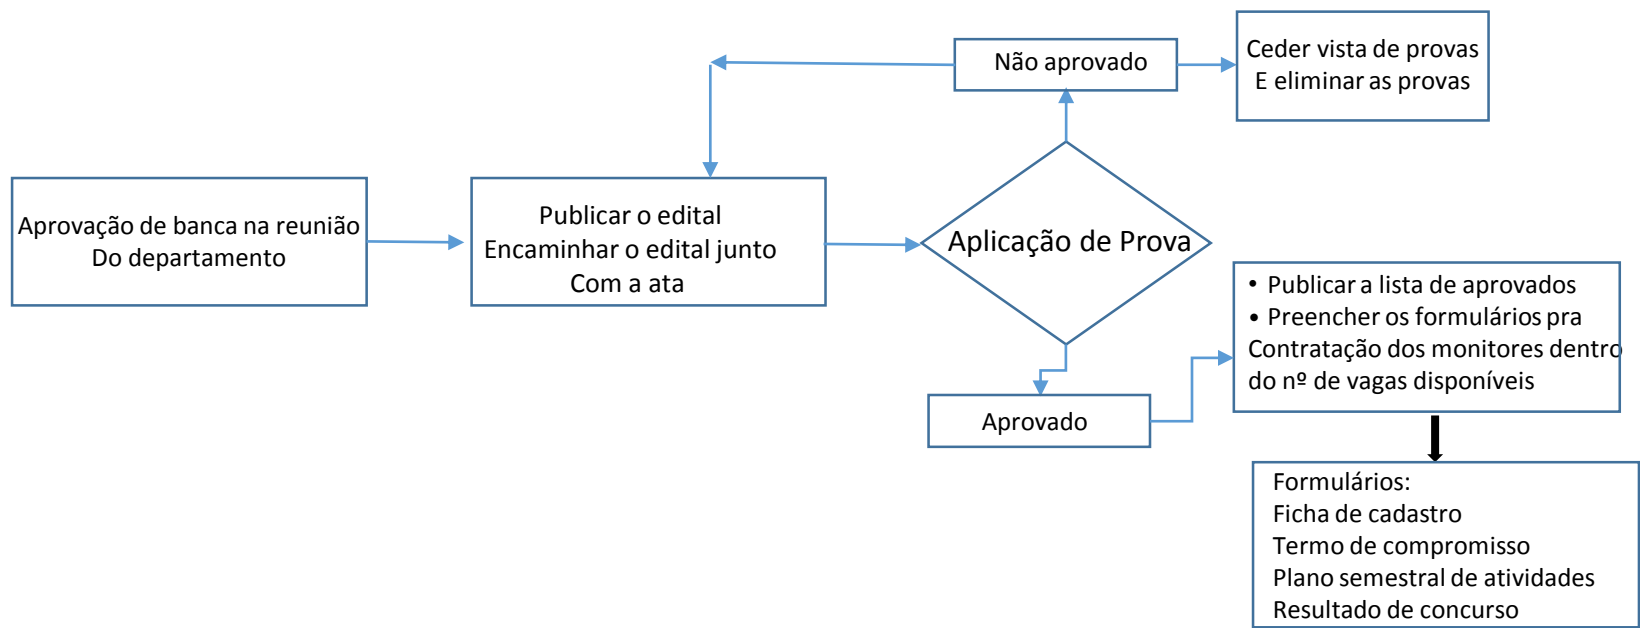 Aprovação de banca na reunião
Do departamento
Publicar o edital
Encaminhar o edital junto
Com a ata
Aplicação de Prova
Não aprovado
Ceder vista de provas
E eliminar as provas
Aprovado
• Publicar a lista de aprovados
• Preencher os formulários pra
Contratação dos monitores dentro
do nº de vagas disponíveis
Formulários:
Ficha de cadastro
Termo de compromisso
Plano semestral de atividades
Resultado de concurso